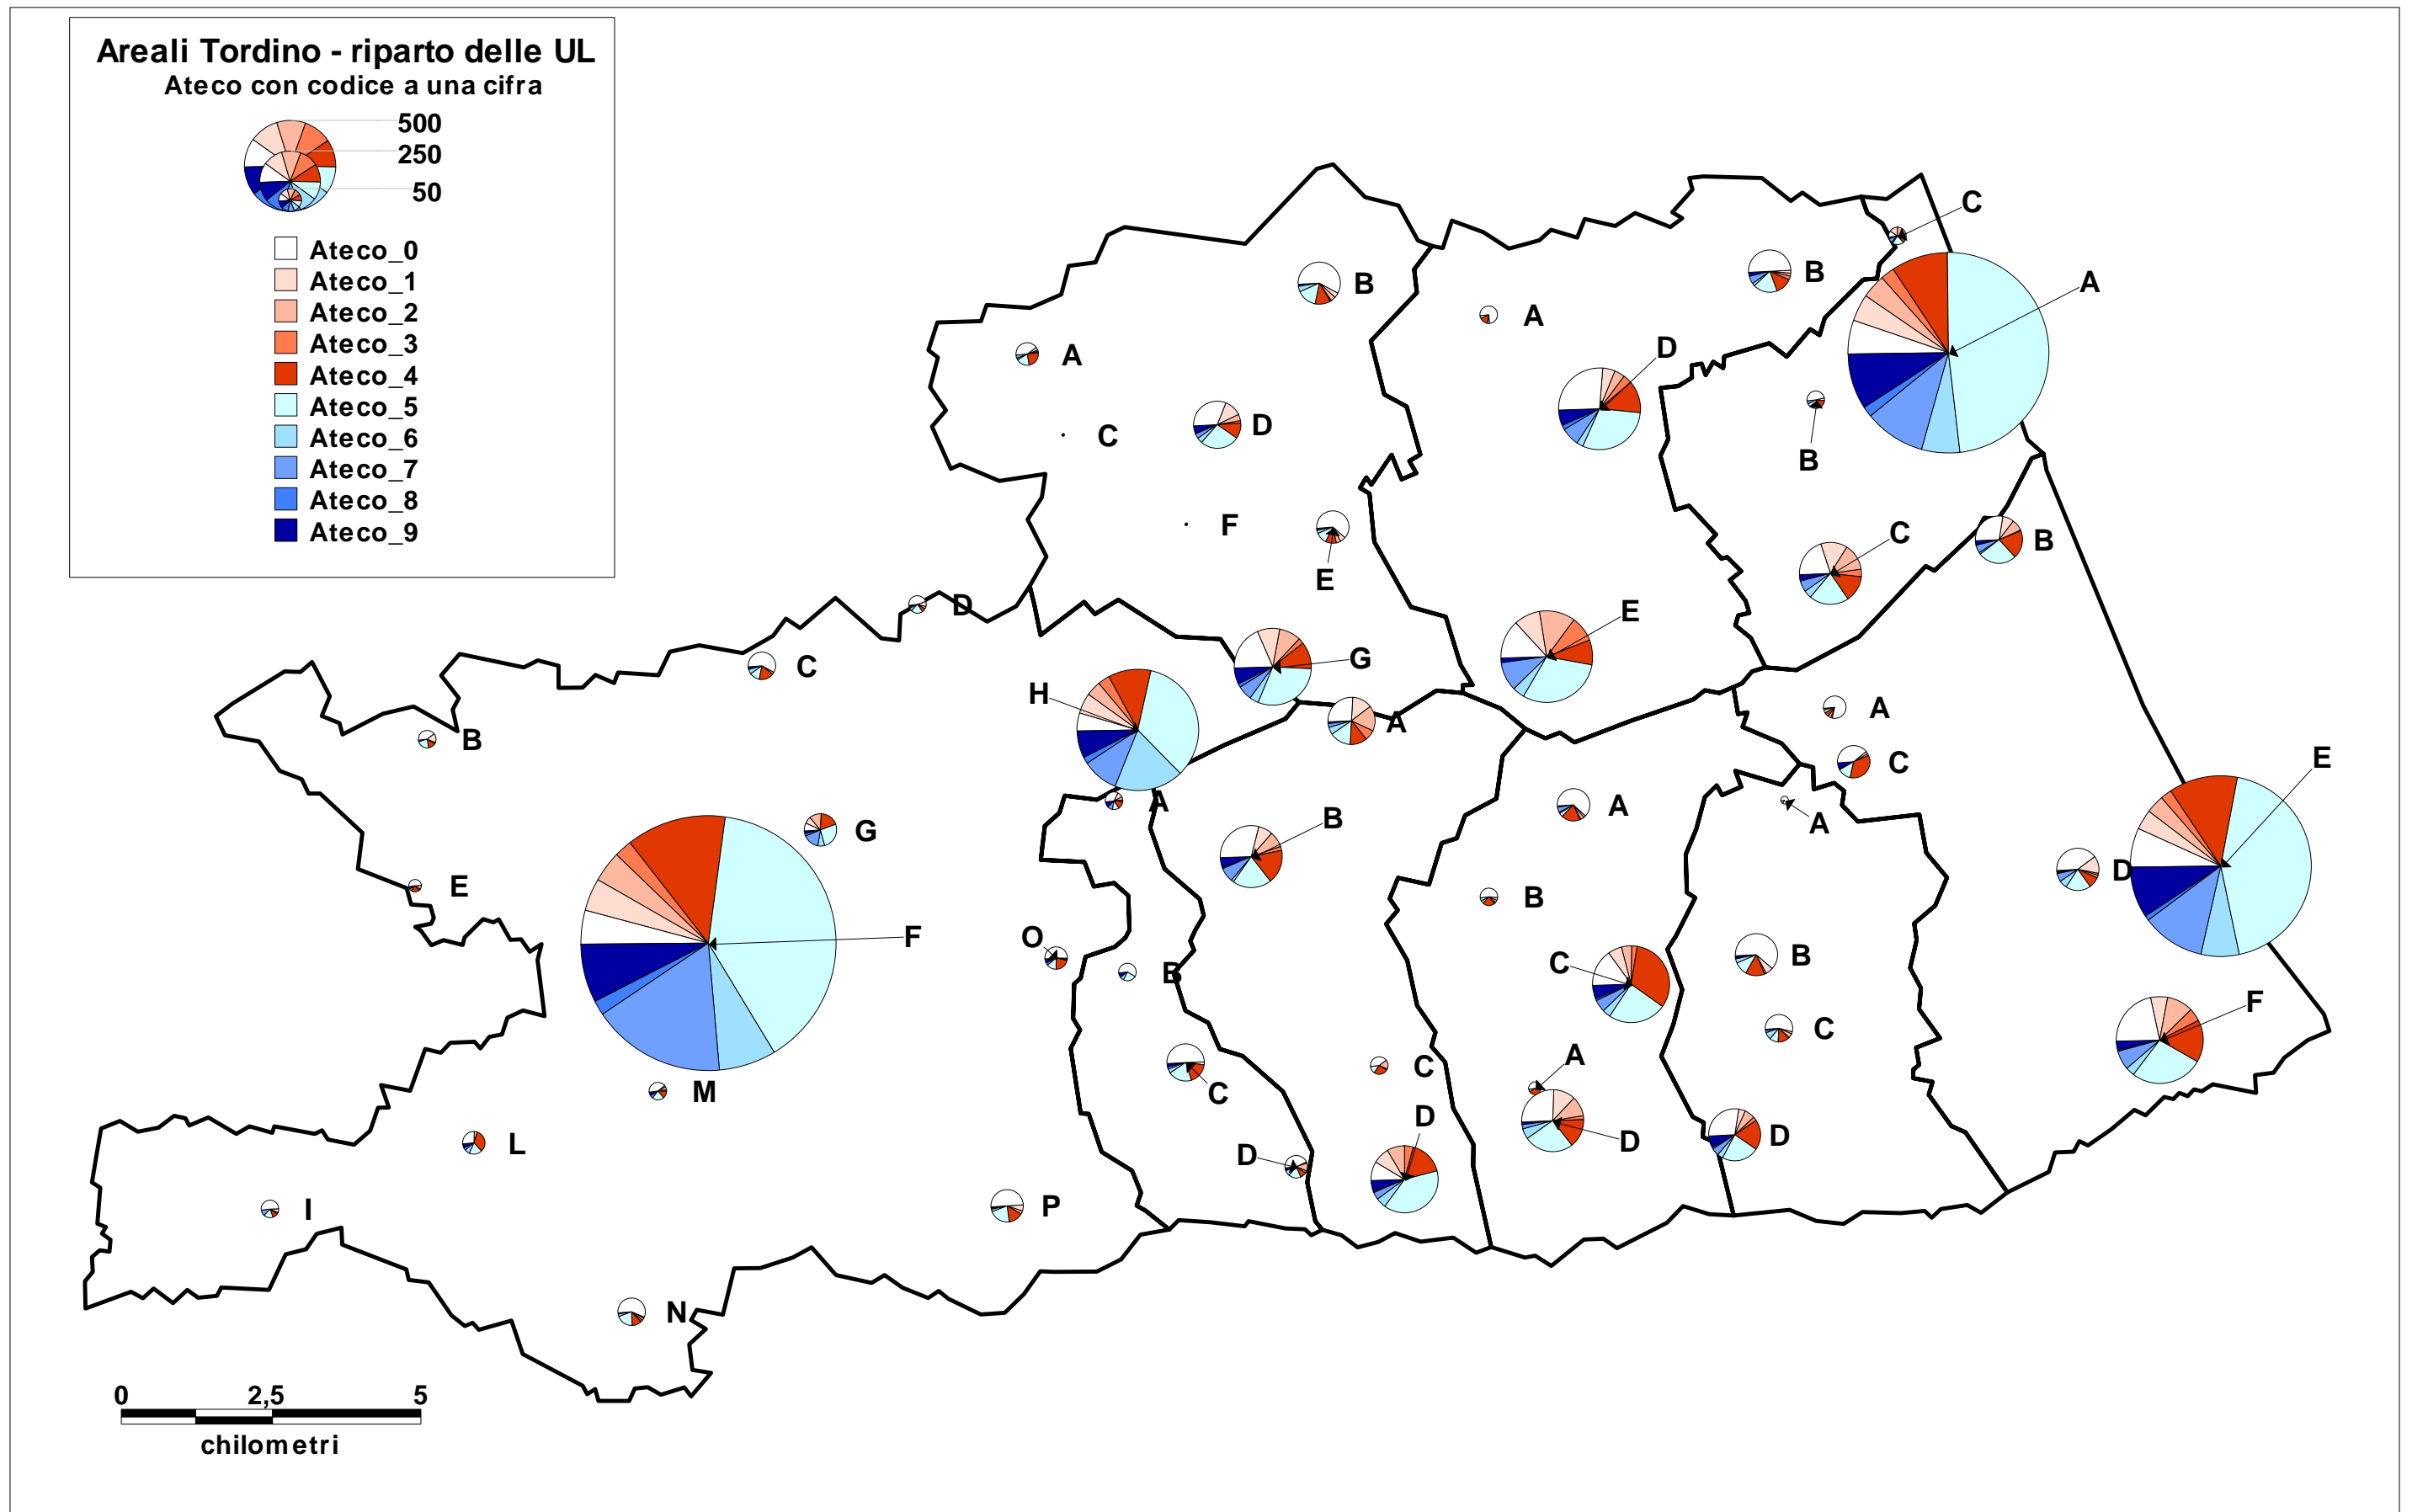 Areali Tordino - riparto delle UL
Ateco con codice a una cifra
500
250
50
Ateco_0
Ateco_1
Ateco_2
Ateco_3
Ateco_4
Ateco_5
Ateco_6
Ateco_7
Ateco_8
Ateco_9
C
B
B
A
A
A
D
A
D
C
B
F
C
B
E
D
E
C
G
H
A
A
B
C
E
A
A
B
A
G
D
E
B
F
O
B
B
C
C
F
A
M
C
C
D
D
D
L
D
P
I
N
0 2,5 5
chilometri